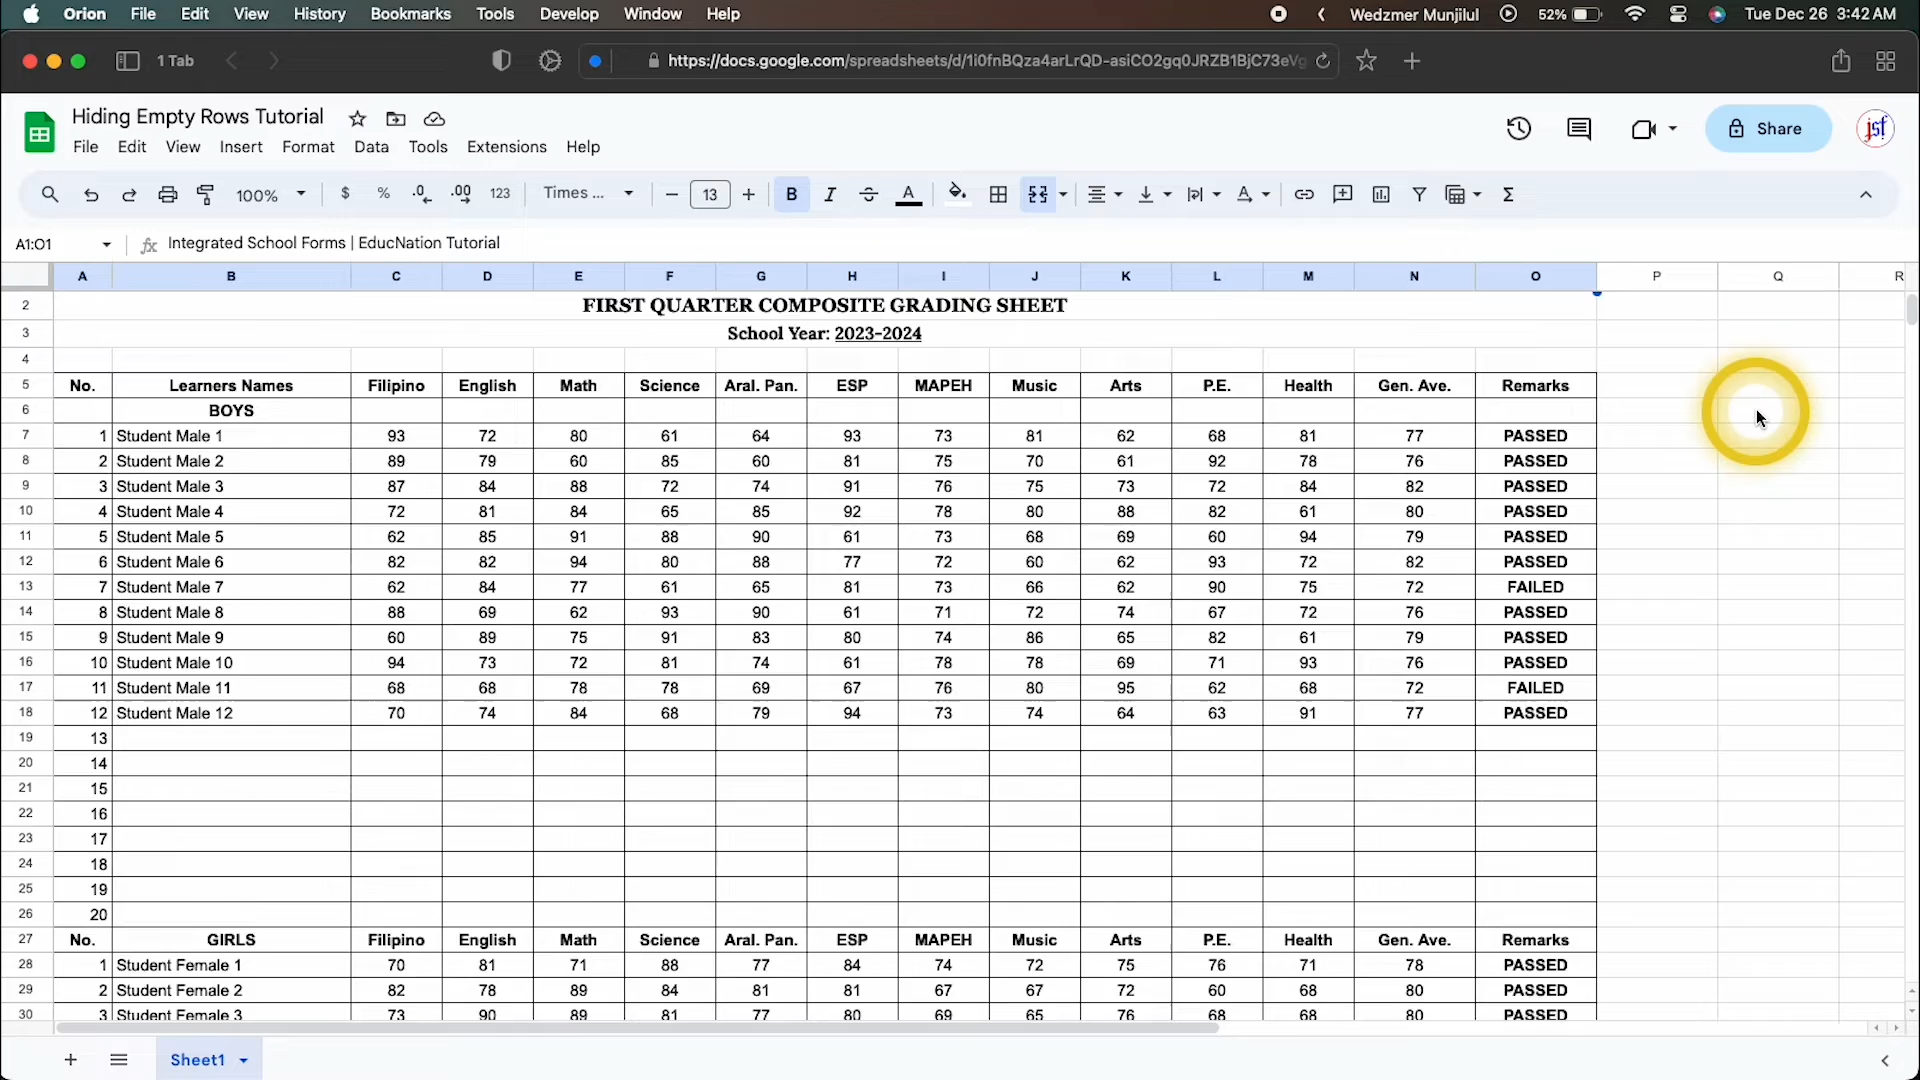 Orion File Edit View History Bookmarks Tools Develop Window Help Wedzmer Munjilul 52% Tue Dec 26 3:42 AM
1 Tab https://docs.google.com/spreadsheets/d/1i0fnBQza4arLrQD-asiCO2gq0JRZB1BjC73eVg
Hiding Empty Rows Tutorial
File Edit View Insert Format Data Tools Extensions Help
Share
jsf
100% $ % .0 .00 123 Times ... 13 B I A Σ
A1:O1 fx Integrated School Forms | EducNation Tutorial
A B C D E F G H I J K L M N O P Q R
2 FIRST QUARTER COMPOSITE GRADING SHEET
3 School Year: 2023-2024
4
5 No. Learners Names Filipino English Math Science Aral. Pan. ESP MAPEH Music Arts P.E. Health Gen. Ave. Remarks
6 BOYS
7 1 Student Male 1 93 72 80 61 64 93 73 81 62 68 81 77 PASSED
8 2 Student Male 2 89 79 60 85 60 81 75 70 61 92 78 76 PASSED
9 3 Student Male 3 87 84 88 72 74 91 76 75 73 72 84 82 PASSED
10 4 Student Male 4 72 81 84 65 85 92 78 80 88 82 61 80 PASSED
11 5 Student Male 5 62 85 91 88 90 61 73 68 69 60 94 79 PASSED
12 6 Student Male 6 82 82 94 80 88 77 72 60 62 93 72 82 PASSED
13 7 Student Male 7 62 84 77 61 65 81 73 66 62 90 75 72 FAILED
14 8 Student Male 8 88 69 62 93 90 61 71 72 74 67 72 76 PASSED
15 9 Student Male 9 60 89 75 91 83 80 74 86 65 82 61 79 PASSED
16 10 Student Male 10 94 73 72 81 74 61 78 78 69 71 93 76 PASSED
17 11 Student Male 11 68 68 78 78 69 67 76 80 95 62 68 72 FAILED
18 12 Student Male 12 70 74 84 68 79 94 73 74 64 63 91 77 PASSED
19 13
20 14
21 15
22 16
23 17
24 18
25 19
26 20
27 No. GIRLS Filipino English Math Science Aral. Pan. ESP MAPEH Music Arts P.E. Health Gen. Ave. Remarks
28 1 Student Female 1 70 81 71 88 77 84 74 72 75 76 71 78 PASSED
29 2 Student Female 2 82 78 89 84 81 81 67 67 72 60 68 80 PASSED
30 3 Student Female 3 73 90 89 81 77 80 69 65 76 68 68 80 PASSED
Sheet1